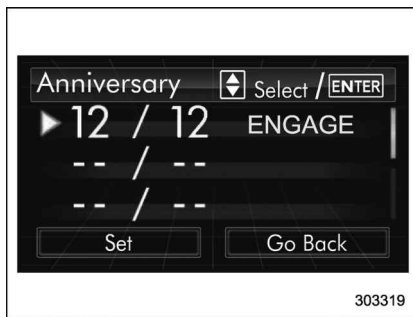 Anniversary Select / ENTER
12 / 12 ENGAGE
-- / --
-- / --
Set Go Back
303319